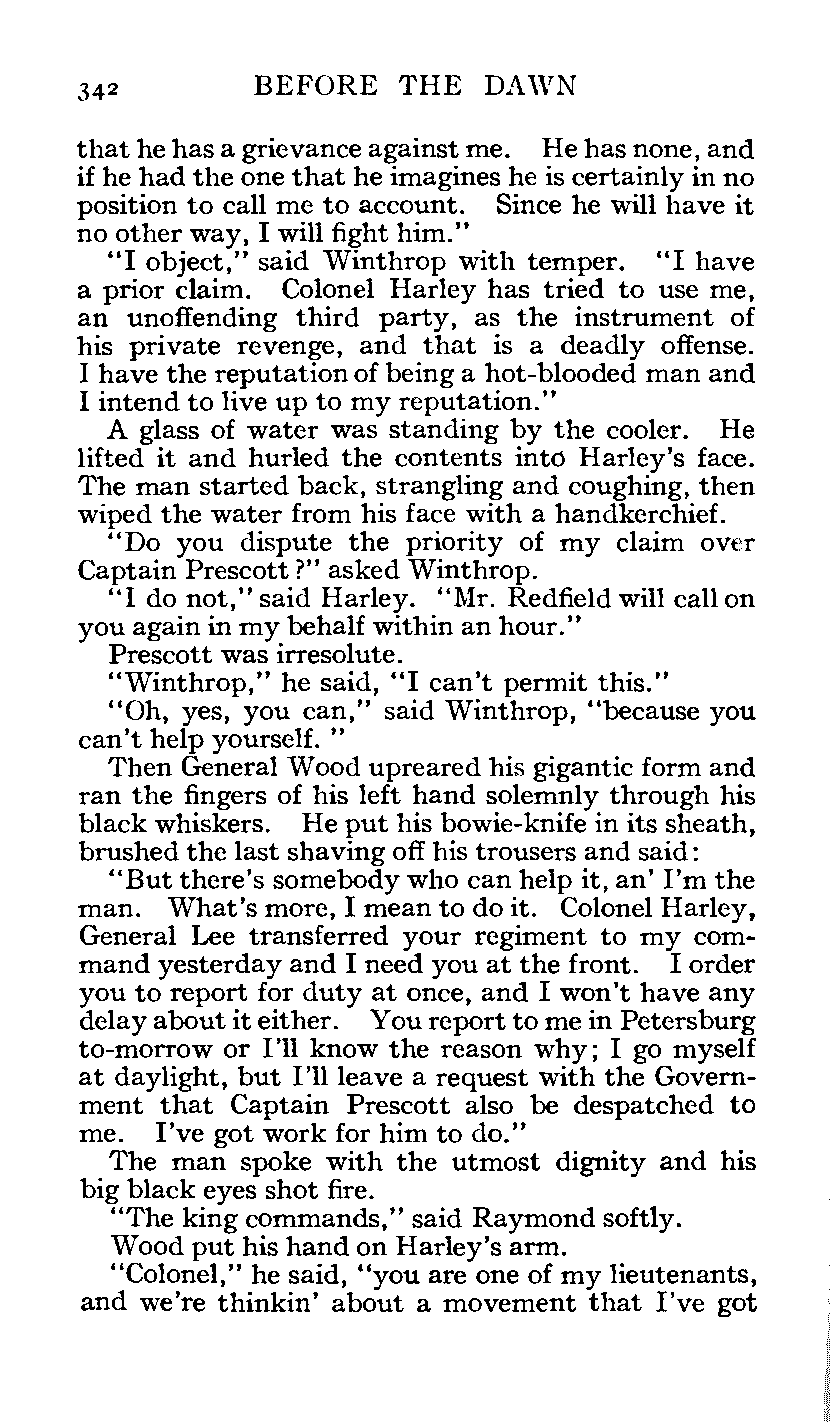 342 BEFORE THE DAWN
that he has a grievance against me. He has none, and
if he had the one that he imagines he is certainly in no
position to call me to account. Since he will have it
no other way, I will fight him."
"I object," said Winthrop with temper. "I have
a prior claim. Colonel Harley has tried to use me,
an unoffending third party, as the instrument of
his private revenge, and that is a deadly offense.
I have the reputation of being a hot-blooded man and
I intend to live up to my reputation."
A glass of water was standing by the cooler. He
lifted it and hurled the contents into Harley's face.
The man started back, strangling and coughing, then
wiped the water from his face with a handkerchief.
"Do you dispute the priority of my claim over
Captain Prescott?" asked Winthrop.
"I do not," said Harley. "Mr. Redfield will call on
you again in my behalf within an hour."
Prescott was irresolute.
"Winthrop," he said, "I can't permit this."
"Oh, yes, you can," said Winthrop, "because you
can't help yourself. "
Then General Wood upreared his gigantic form and
ran the fingers of his left hand solemnly through his
black whiskers. He put his bowie-knife in its sheath,
brushed the last shaving off his trousers and said:
"But there's somebody who can help it, an' I'm the
man. What's more, I mean to do it. Colonel Harley,
General Lee transferred your regiment to my com-
mand yesterday and I need you at the front. I order
you to report for duty at once, and I won't have any
delay about it either. You report to me in Petersburg
to-morrow or I'll know the reason why; I go myself
at daylight, but I'll leave a request with the Govern-
ment that Captain Prescott also be despatched to
me. I've got work for him to do."
The man spoke with the utmost dignity and his
big black eyes shot fire.
"The king commands," said Raymond softly.
Wood put his hand on Harley's arm.
"Colonel," he said, "you are one of my lieutenants,
and we're thinkin' about a movement that I've got